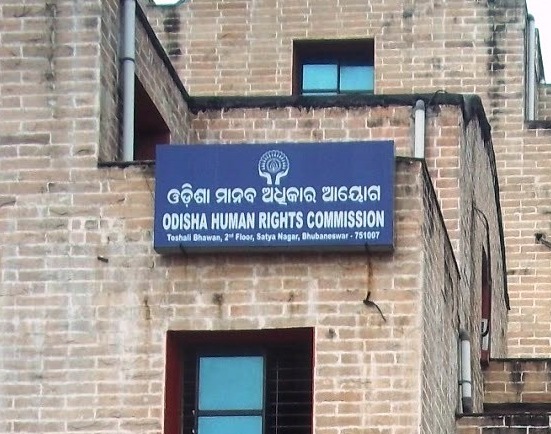 ଓଡ଼ିଶା ମାନବ ଅଧିକାର ଆୟୋଗ
ODISHA HUMAN RIGHTS COMMISSION
Toshali Bhawan, 2nd Floor, Satya Nagar, Bhubaneswar - 751007